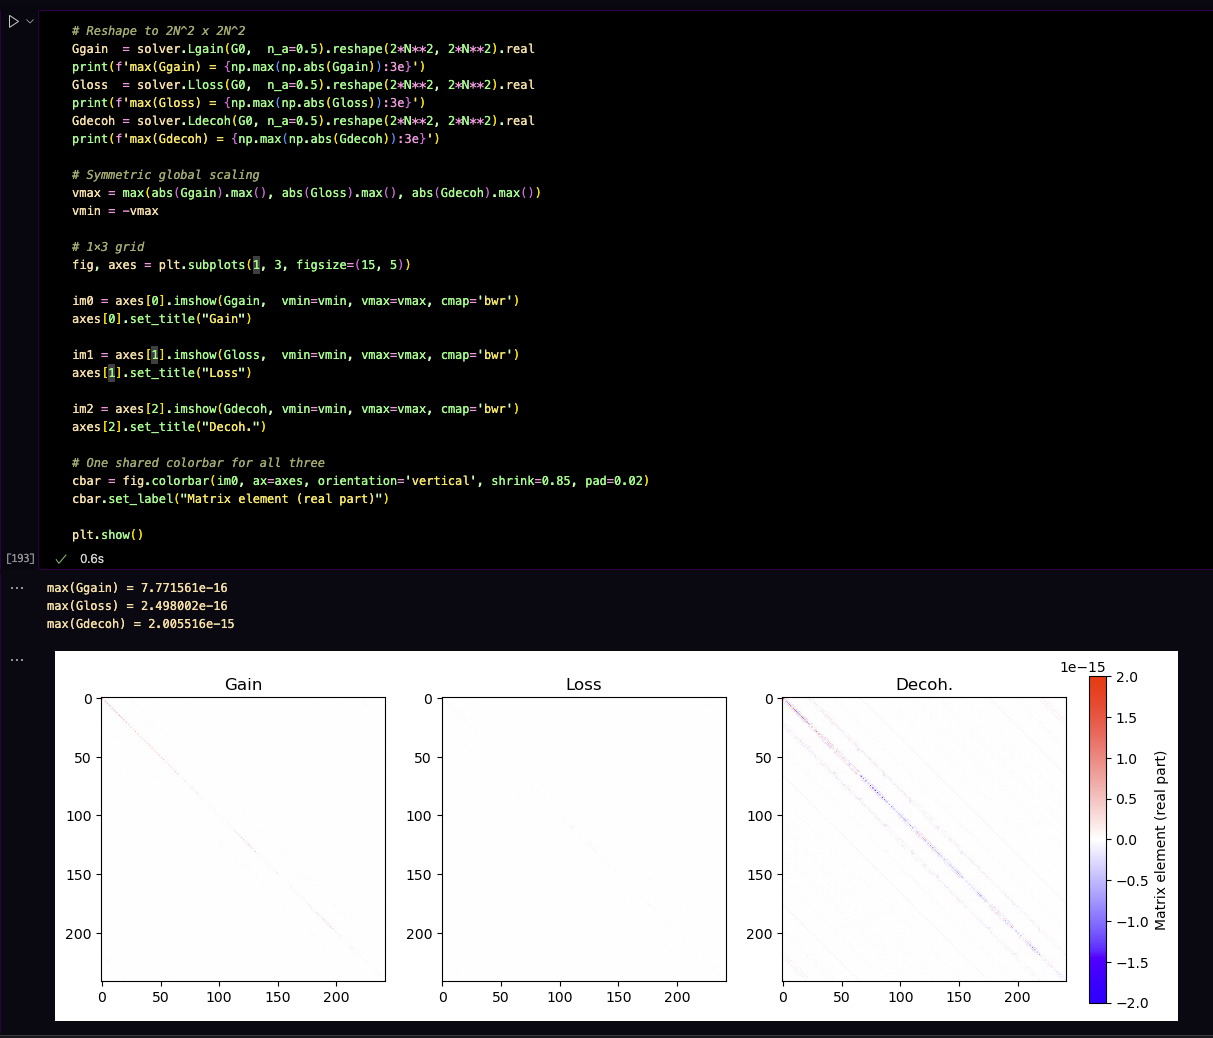 # Reshape to 2N^2 x 2N^2
Ggain  = solver.Lgain(G0,  n_a=0.5).reshape(2*N**2, 2*N**2).real
print(f'max(Ggain) = {np.max(np.abs(Ggain)):3e}')
Gloss  = solver.Lloss(G0,  n_a=0.5).reshape(2*N**2, 2*N**2).real
print(f'max(Gloss) = {np.max(np.abs(Gloss)):3e}')
Gdecoh = solver.Ldecoh(G0, n_a=0.5).reshape(2*N**2, 2*N**2).real
print(f'max(Gdecoh) = {np.max(np.abs(Gdecoh)):3e}')
# Symmetric global scaling
vmax = max(abs(Ggain).max(), abs(Gloss).max(), abs(Gdecoh).max())
vmin = -vmax
# 1×3 grid
fig, axes = plt.subplots(1, 3, figsize=(15, 5))
im0 = axes[0].imshow(Ggain,  vmin=vmin, vmax=vmax, cmap='bwr')
axes[0].set_title("Gain")
im1 = axes[1].imshow(Gloss,  vmin=vmin, vmax=vmax, cmap='bwr')
axes[1].set_title("Loss")
im2 = axes[2].imshow(Gdecoh, vmin=vmin, vmax=vmax, cmap='bwr')
axes[2].set_title("Decoh.")
# One shared colorbar for all three
cbar = fig.colorbar(im0, ax=axes, orientation='vertical', shrink=0.85, pad=0.02)
cbar.set_label("Matrix element (real part)")
plt.show()
[193]
0.6s
max(Ggain) = 7.771561e-16
max(Gloss) = 2.498002e-16
max(Gdecoh) = 2.005516e-15
Gain
0
50
100
150
200
0 50 100 150 200
Loss
0
50
100
150
200
0 50 100 150 200
Decoh.
0
50
100
150
200
0 50 100 150 200
1e−15
2.0
1.5
1.0
0.5
0.0
−0.5
−1.0
−1.5
−2.0
Matrix element (real part)